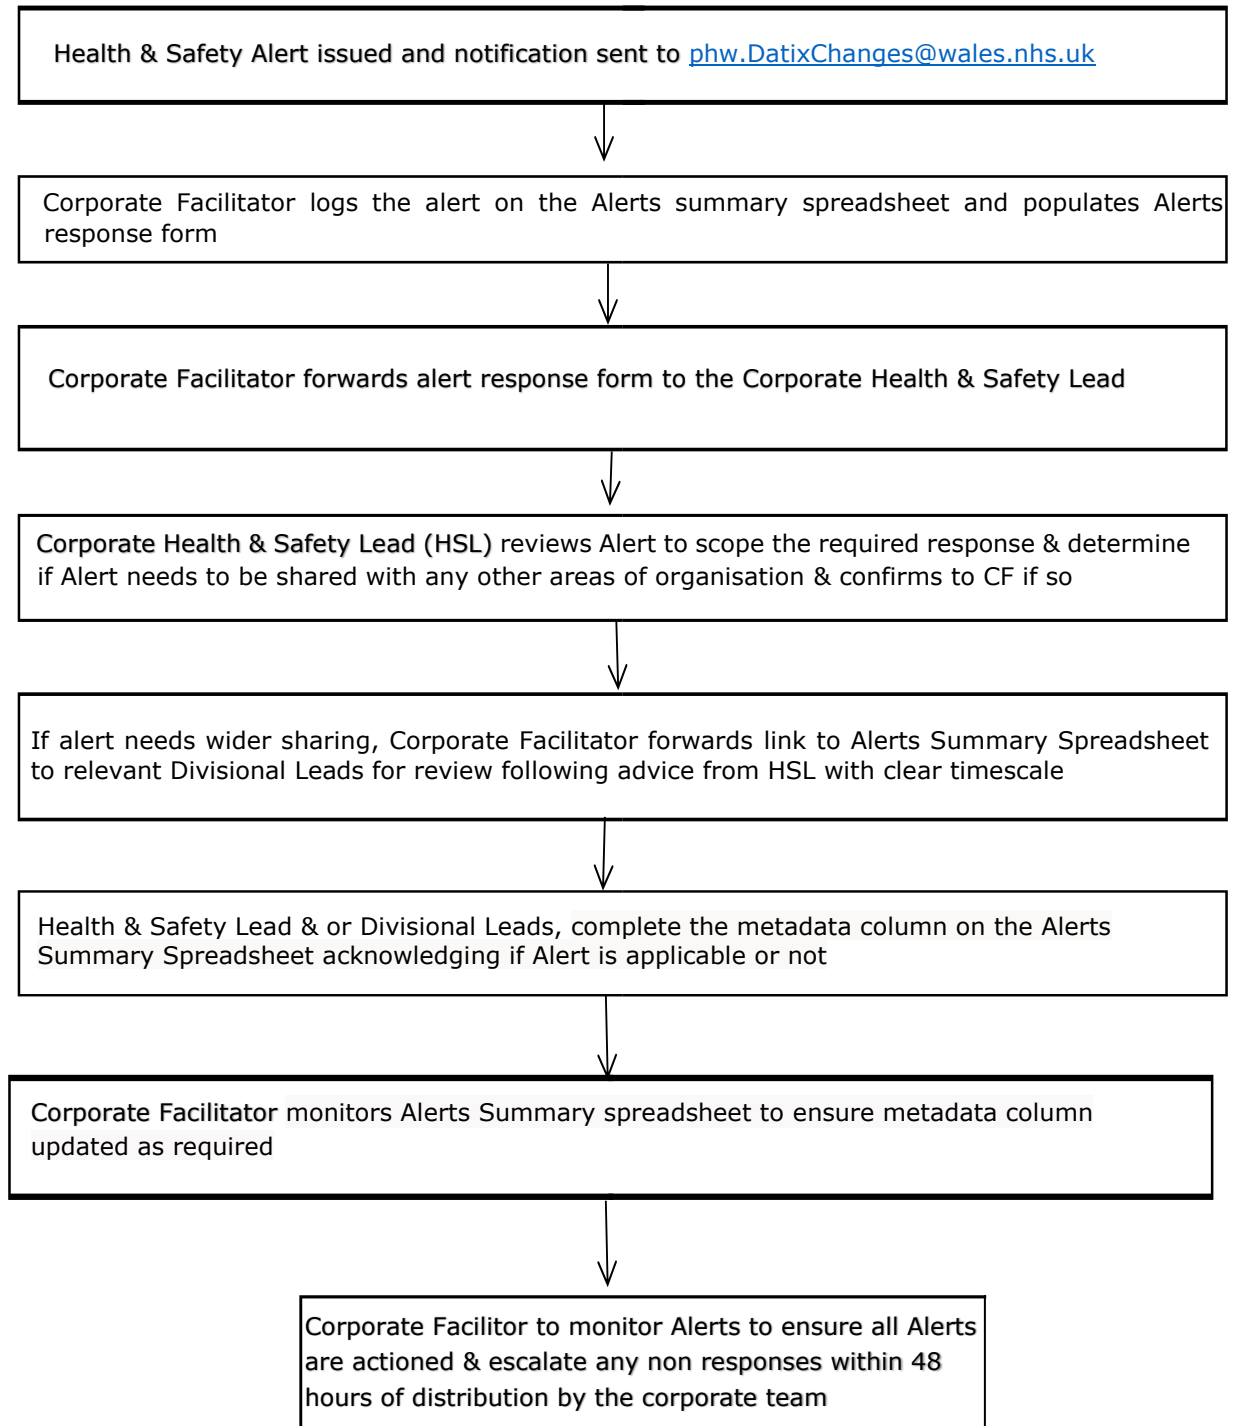 Health & Safety Alert issued and notification sent to phw.DatixChanges@wales.nhs.uk
Corporate Facilitator logs the alert on the Alerts summary spreadsheet and populates Alerts
response form
Corporate Facilitator forwards alert response form to the Corporate Health & Safety Lead
Corporate Health & Safety Lead (HSL) reviews Alert to scope the required response & determine
if Alert needs to be shared with any other areas of organisation & confirms to CF if so
If alert needs wider sharing, Corporate Facilitator forwards link to Alerts Summary Spreadsheet
to relevant Divisional Leads for review following advice from HSL with clear timescale
Health & Safety Lead & or Divisional Leads, complete the metadata column on the Alerts
Summary Spreadsheet acknowledging if Alert is applicable or not
Corporate Facilitator monitors Alerts Summary spreadsheet to ensure metadata column
updated as required
Corporate Facilitor to monitor Alerts to ensure all Alerts
are actioned & escalate any non responses within 48
hours of distribution by the corporate team